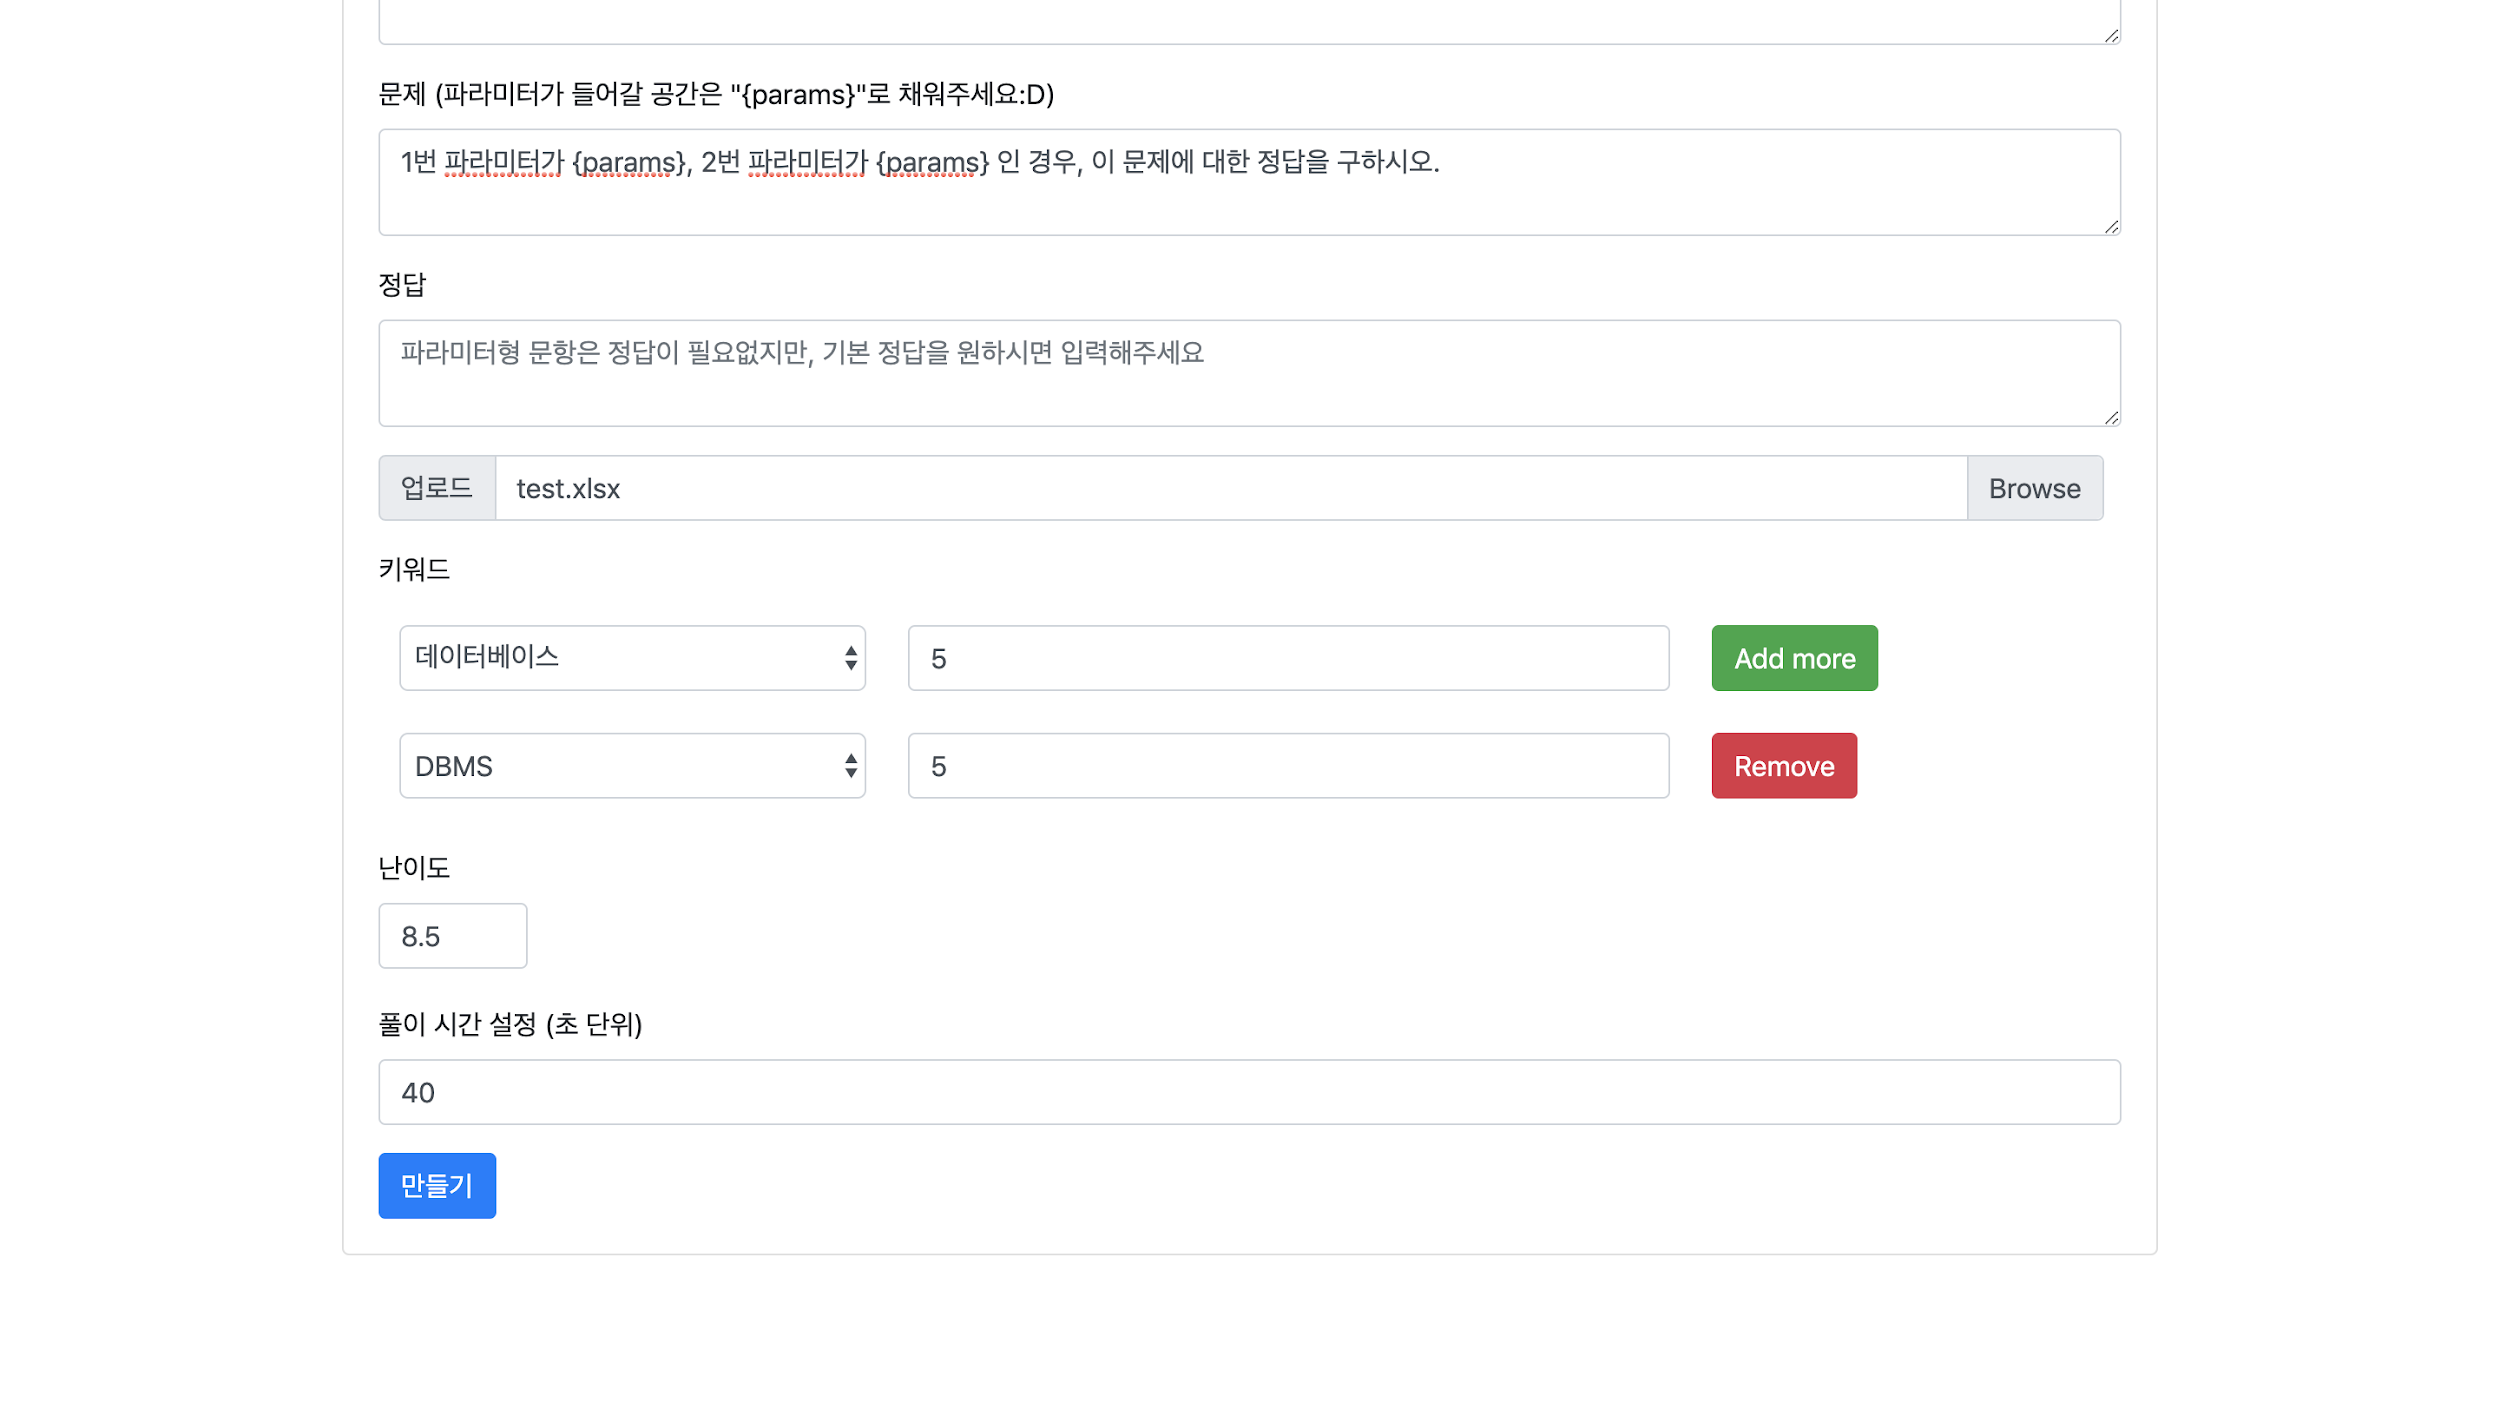 문제 (파라미터가 들어갈 공간은 "{params}"로 채워주세요:D)
1번 파라미터가 {params}, 2번 파라미터가 {params} 인 경우, 이 문제에 대한 정답을 구하시오.
정답
파라미터형 문항은 정답이 필요없지만, 기본 정답을 원하시면 입력해주세요
업로드 test.xlsx Browse
키워드
데이터베이스 5 Add more
DBMS 5 Remove
난이도
8.5
풀이 시간 설정 (초 단위)
40
만들기